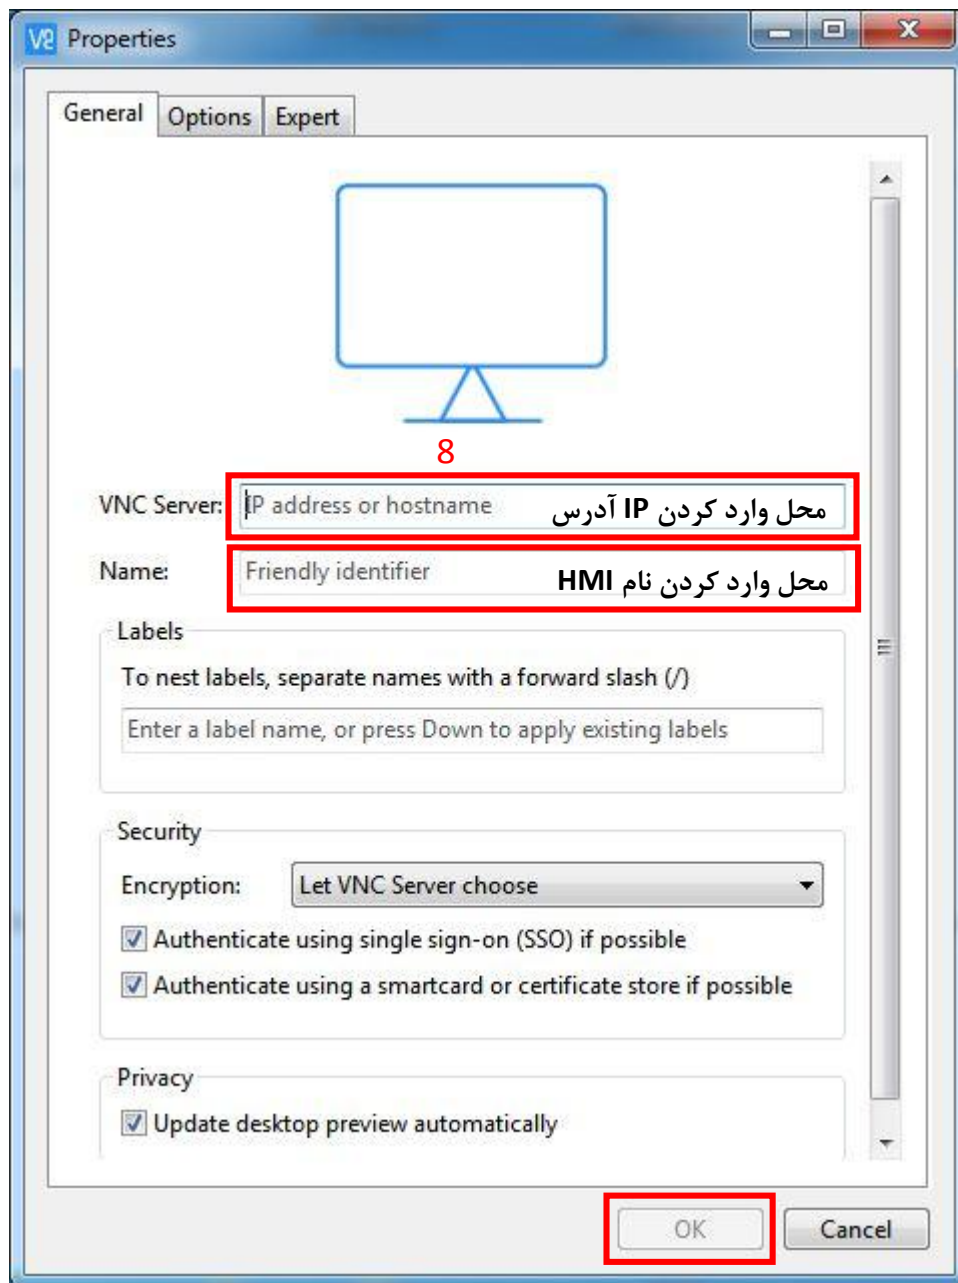 V2 Properties
General Options Expert
8
VNC Server: IP address or hostname محل وارد کردن IP آدرس
Name: Friendly identifier محل وارد کردن نام HMI
Labels
To nest labels, separate names with a forward slash (/)
Enter a label name, or press Down to apply existing labels
Security
Encryption: Let VNC Server choose
Authenticate using single sign-on (SSO) if possible
Authenticate using a smartcard or certificate store if possible
Privacy
Update desktop preview automatically
OK Cancel